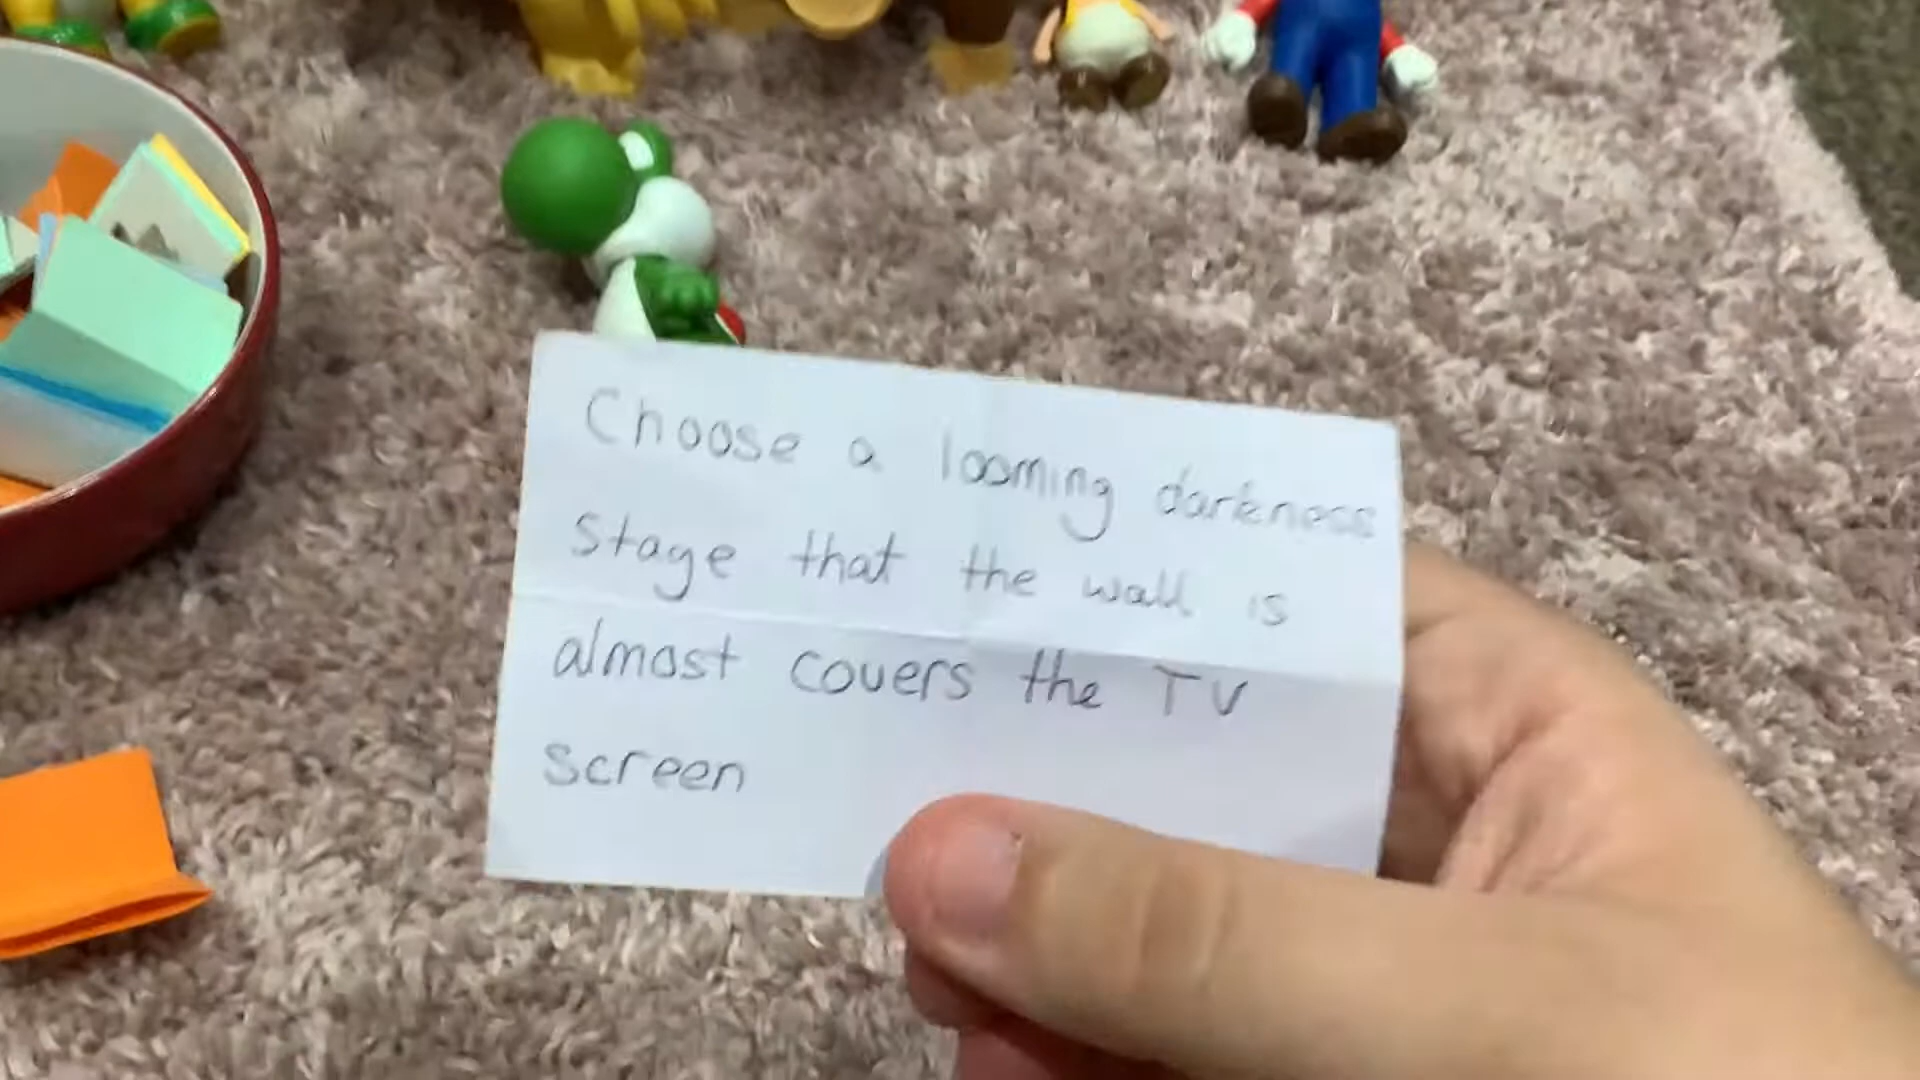 Choose a looming darkness
stage that the wall is
almost covers the TV
screen